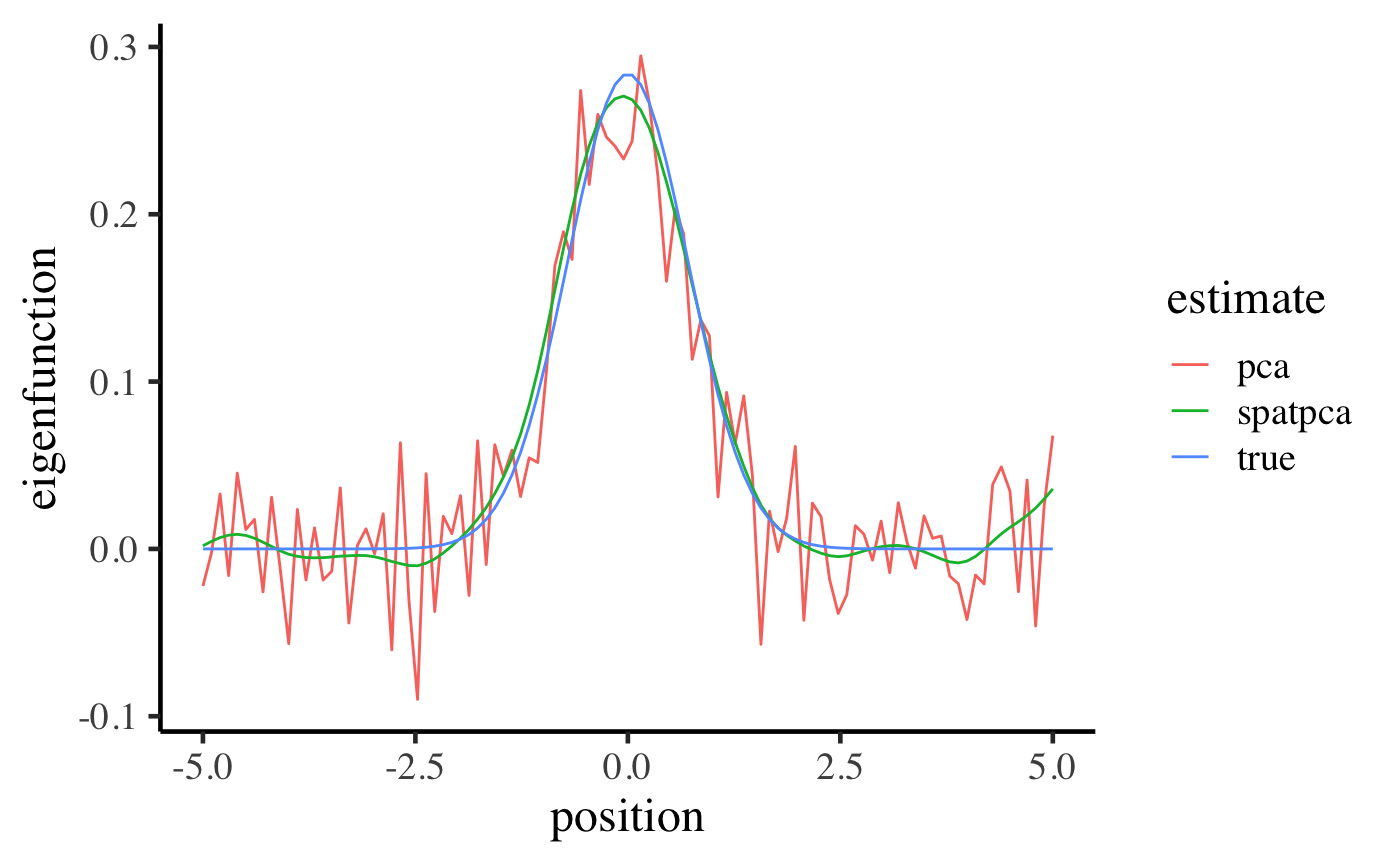 0.3
0.2
0.1
0.0
-0.1
eigenfunction
-5.0 -2.5 0.0 2.5 5.0
position
estimate
pca
spatpca
true